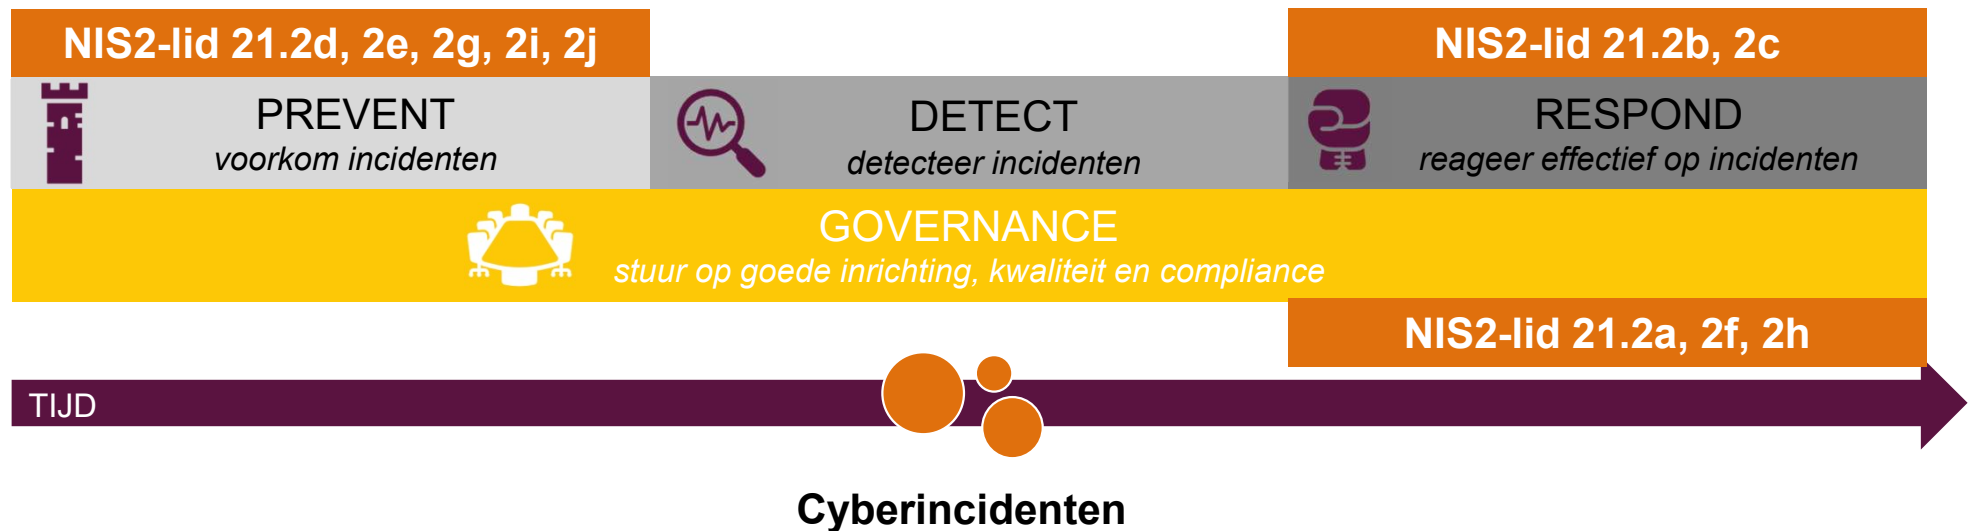 NIS2-lid 21.2d, 2e, 2g, 2i, 2j
NIS2-lid 21.2b, 2c
PREVENT
voorkom incidenten
DETECT
detecteer incidenten
RESPOND
reageer effectief op incidenten
GOVERNANCE
stuur op goede inrichting, kwaliteit en compliance
NIS2-lid 21.2a, 2f, 2h
TIJD
Cyberincidenten